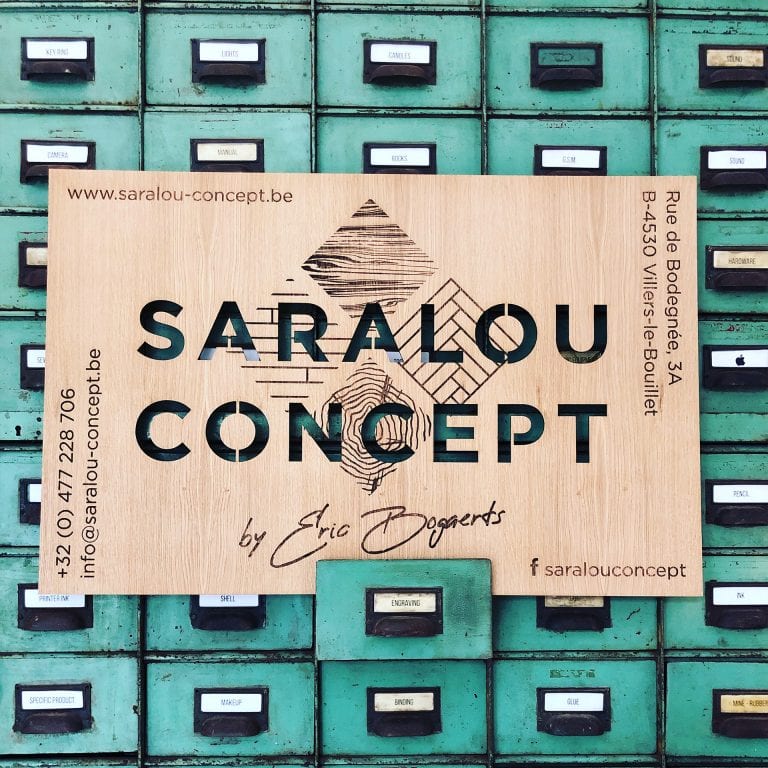 KEY RING
LIGHTS
CANDLES
SOUND
CAMERA
MANUAL
BOOKS
G.S.M
SOUND
www.saralou-concept.be
Rue de Bodegnée, 3A
B-4530 Villers-le-Bouillet
HARDWARE
SARALOU
CONCEPT
by Eric Bogaerts
+32 (0) 477 228 706
info@saralou-concept.be
f saralouconcept
PENCIL
PRINTER INK
SHELL
ENGRAVING
INK
SPECIFIC PRODUCT
MAKEUP
BINDING
GLUE
MINE - RUBBER